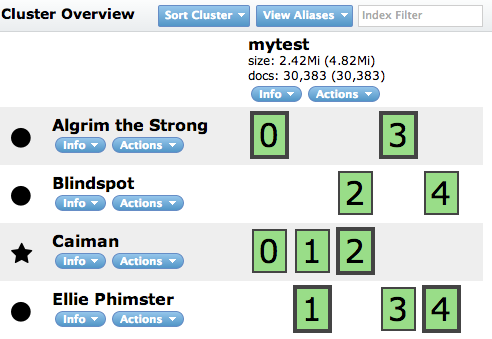 Cluster Overview Sort Cluster View Aliases Index Filter
mytest
size: 2.42Mi (4.82Mi)
docs: 30,383 (30,383)
Info Actions
Algrim the Strong
Info Actions
0 3
Blindspot
Info Actions
2 4
Caiman
Info Actions
0 1 2
Ellie Phimster
Info Actions
1 3 4